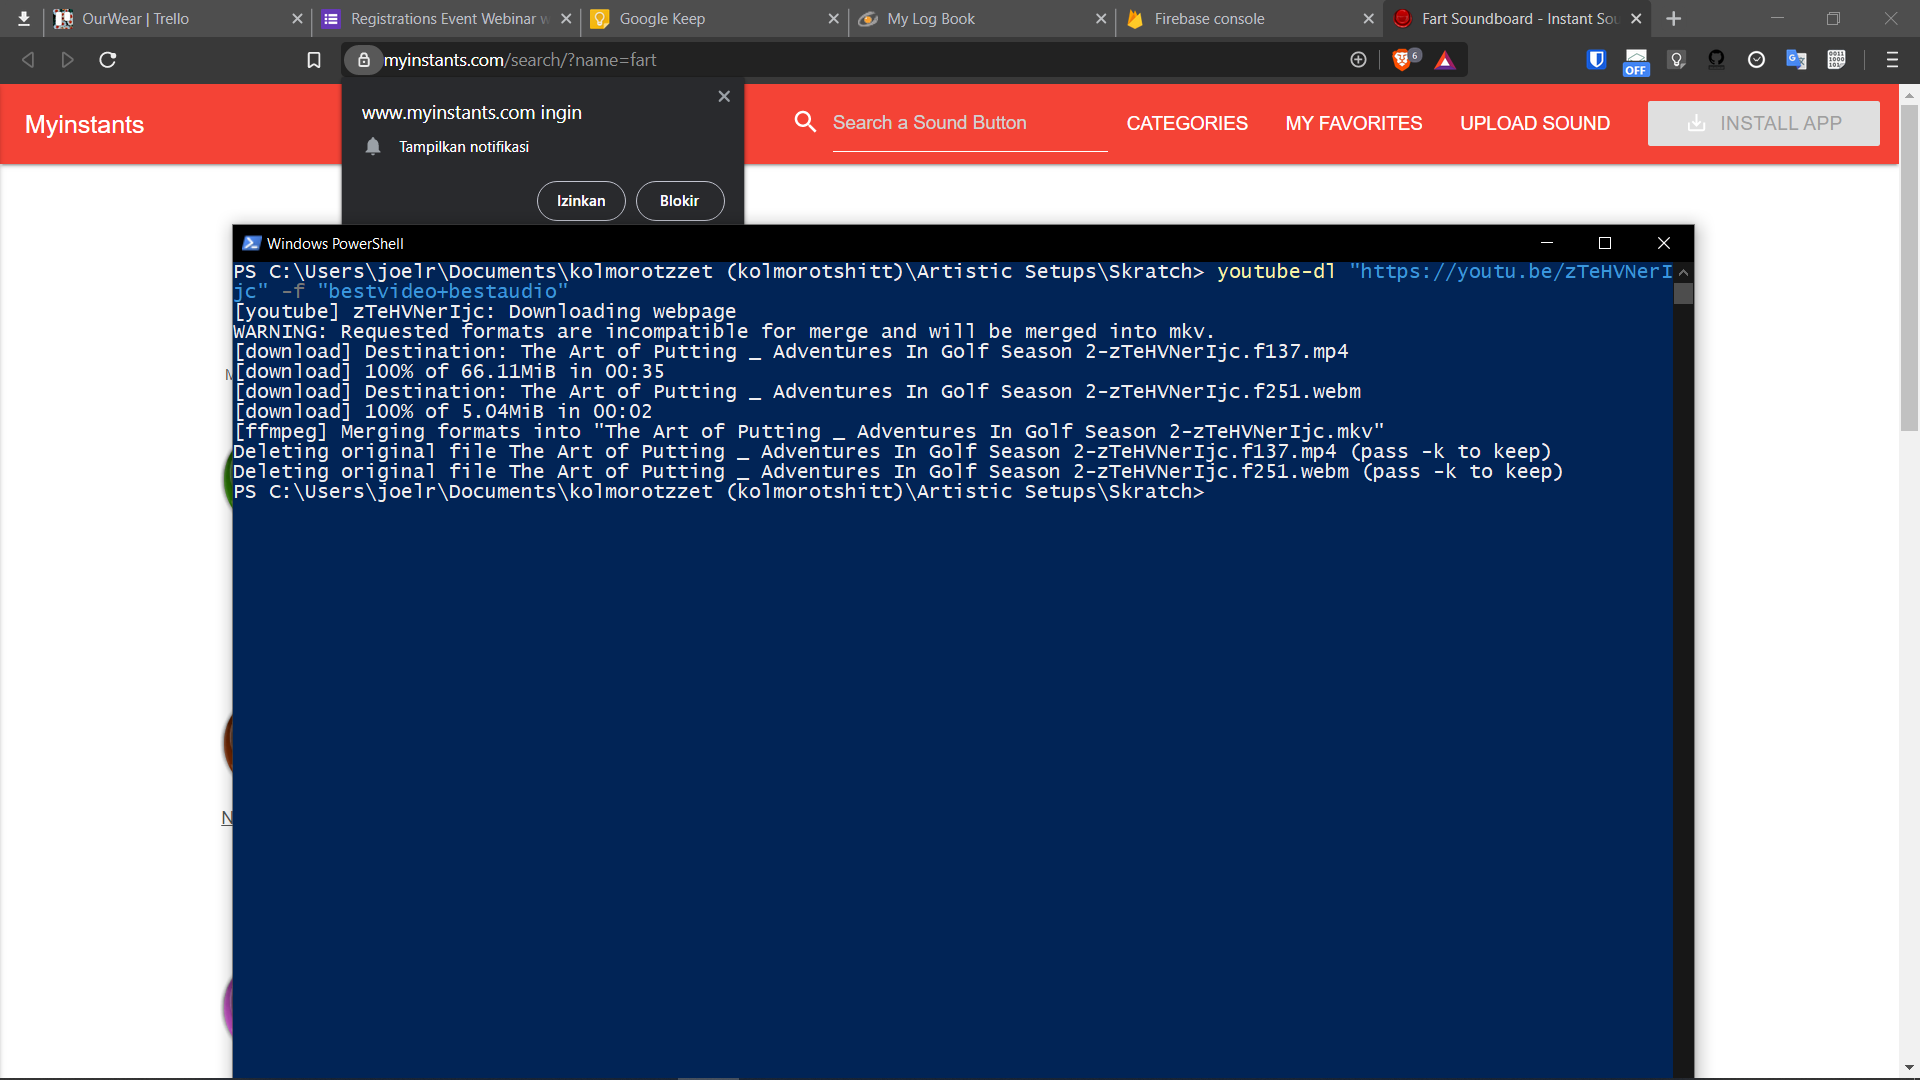 OurWear | Trello
Registrations Event Webinar w
Google Keep
My Log Book
Firebase console
Fart Soundboard - Instant Sou
myinstants.com/search/?name=fart
6
OFF
Myinstants
www.myinstants.com ingin
Tampilkan notifikasi
Izinkan
Blokir
Search a Sound Button
CATEGORIES
MY FAVORITES
UPLOAD SOUND
INSTALL APP
Windows PowerShell
PS C:\Users\joelr\Documents\kolmorotzzet (kolmorotshitt)\Artistic Setups\Skratch> youtube-dl "https://youtu.be/zTeHVNerI
jc" -f "bestvideo+bestaudio"
[youtube] zTeHVNerIjc: Downloading webpage
WARNING: Requested formats are incompatible for merge and will be merged into mkv.
[download] Destination: The Art of Putting _ Adventures In Golf Season 2-zTeHVNerIjc.f137.mp4
[download] 100% of 66.11MiB in 00:35
[download] Destination: The Art of Putting _ Adventures In Golf Season 2-zTeHVNerIjc.f251.webm
[download] 100% of 5.04MiB in 00:02
[ffmpeg] Merging formats into "The Art of Putting _ Adventures In Golf Season 2-zTeHVNerIjc.mkv"
Deleting original file The Art of Putting _ Adventures In Golf Season 2-zTeHVNerIjc.f137.mp4 (pass -k to keep)
Deleting original file The Art of Putting _ Adventures In Golf Season 2-zTeHVNerIjc.f251.webm (pass -k to keep)
PS C:\Users\joelr\Documents\kolmorotzzet (kolmorotshitt)\Artistic Setups\Skratch>